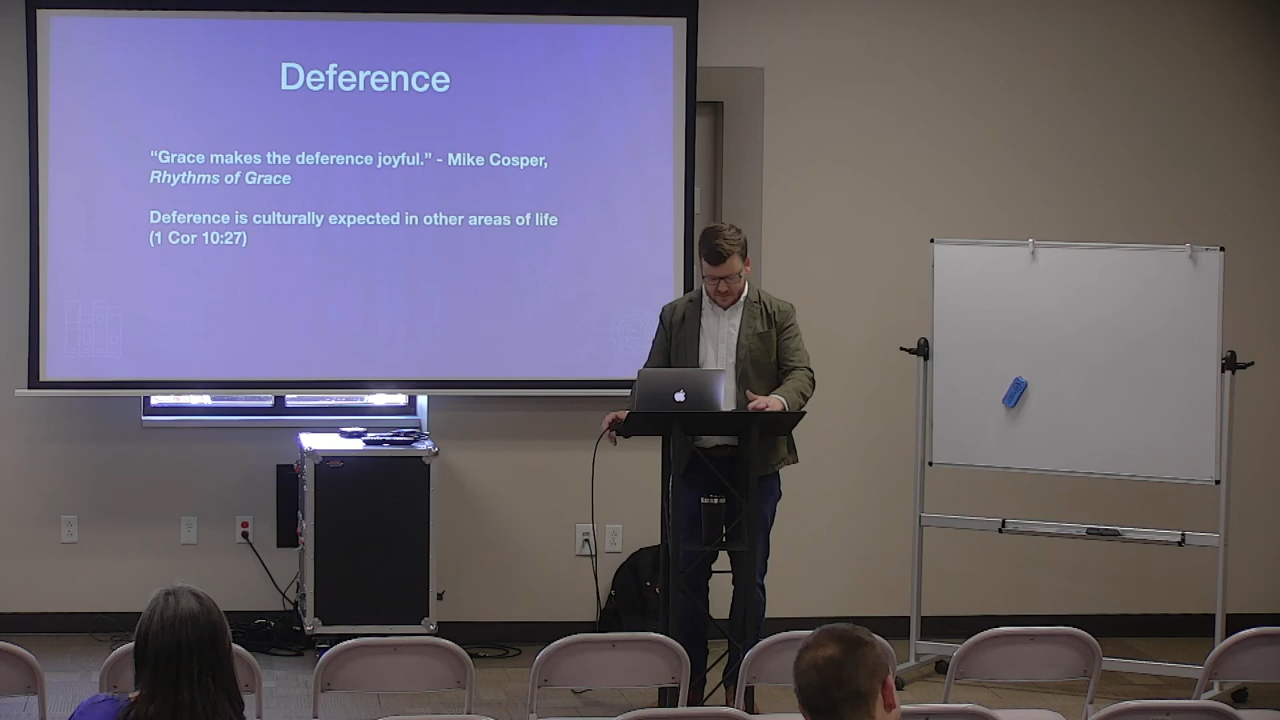 Deference
“Grace makes the deference joyful.” - Mike Cosper,
Rhythms of Grace
Deference is culturally expected in other areas of life
(1 Cor 10:27)